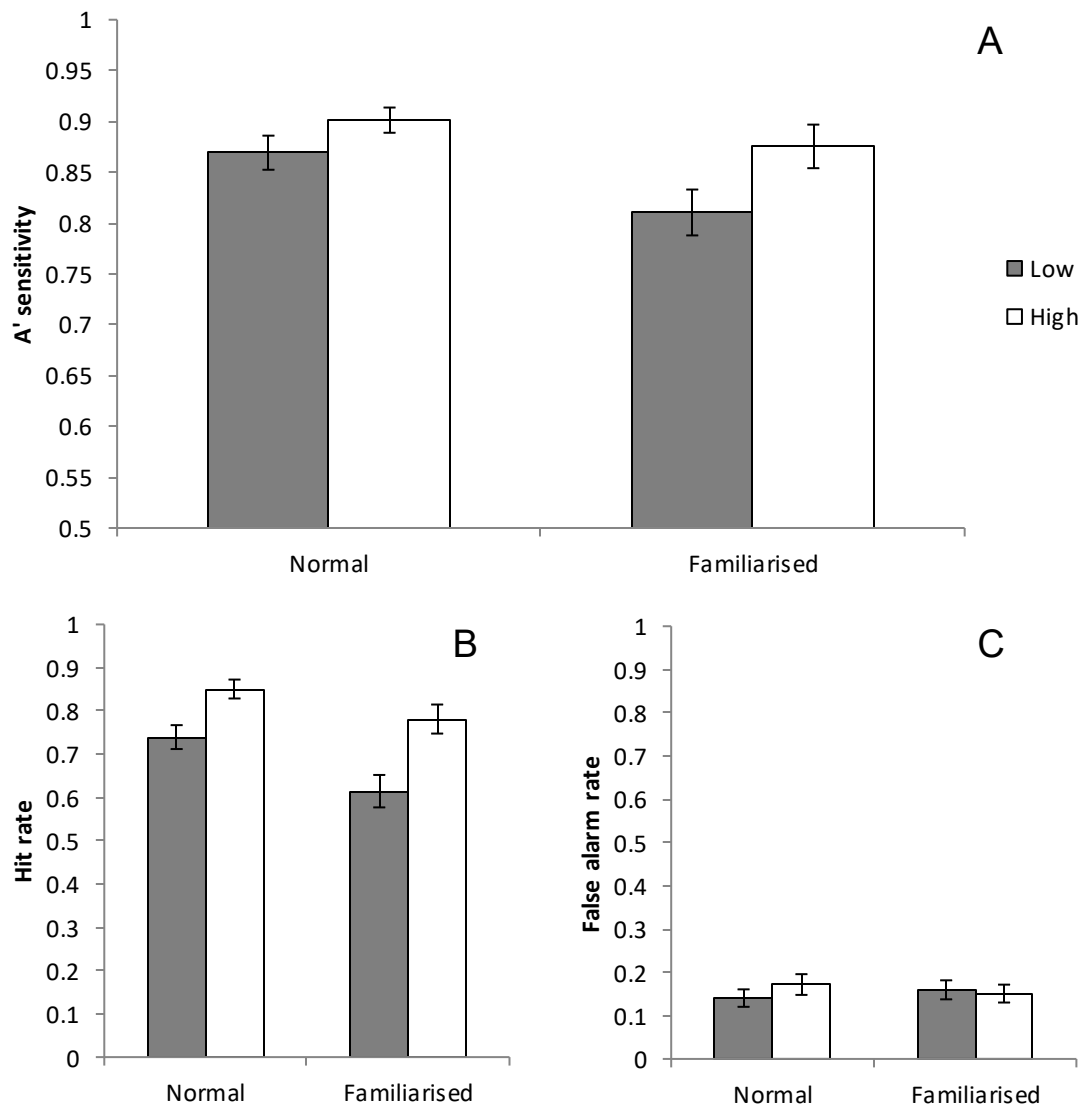 A
A' sensitivity
1
0.95
0.9
0.85
0.8
0.75
0.7
0.65
0.6
0.55
0.5
Normal
Familiarised
Low
High
B
Hit rate
1
0.9
0.8
0.7
0.6
0.5
0.4
0.3
0.2
0.1
0
Normal
Familiarised
C
False alarm rate
1
0.9
0.8
0.7
0.6
0.5
0.4
0.3
0.2
0.1
0
Normal
Familiarised